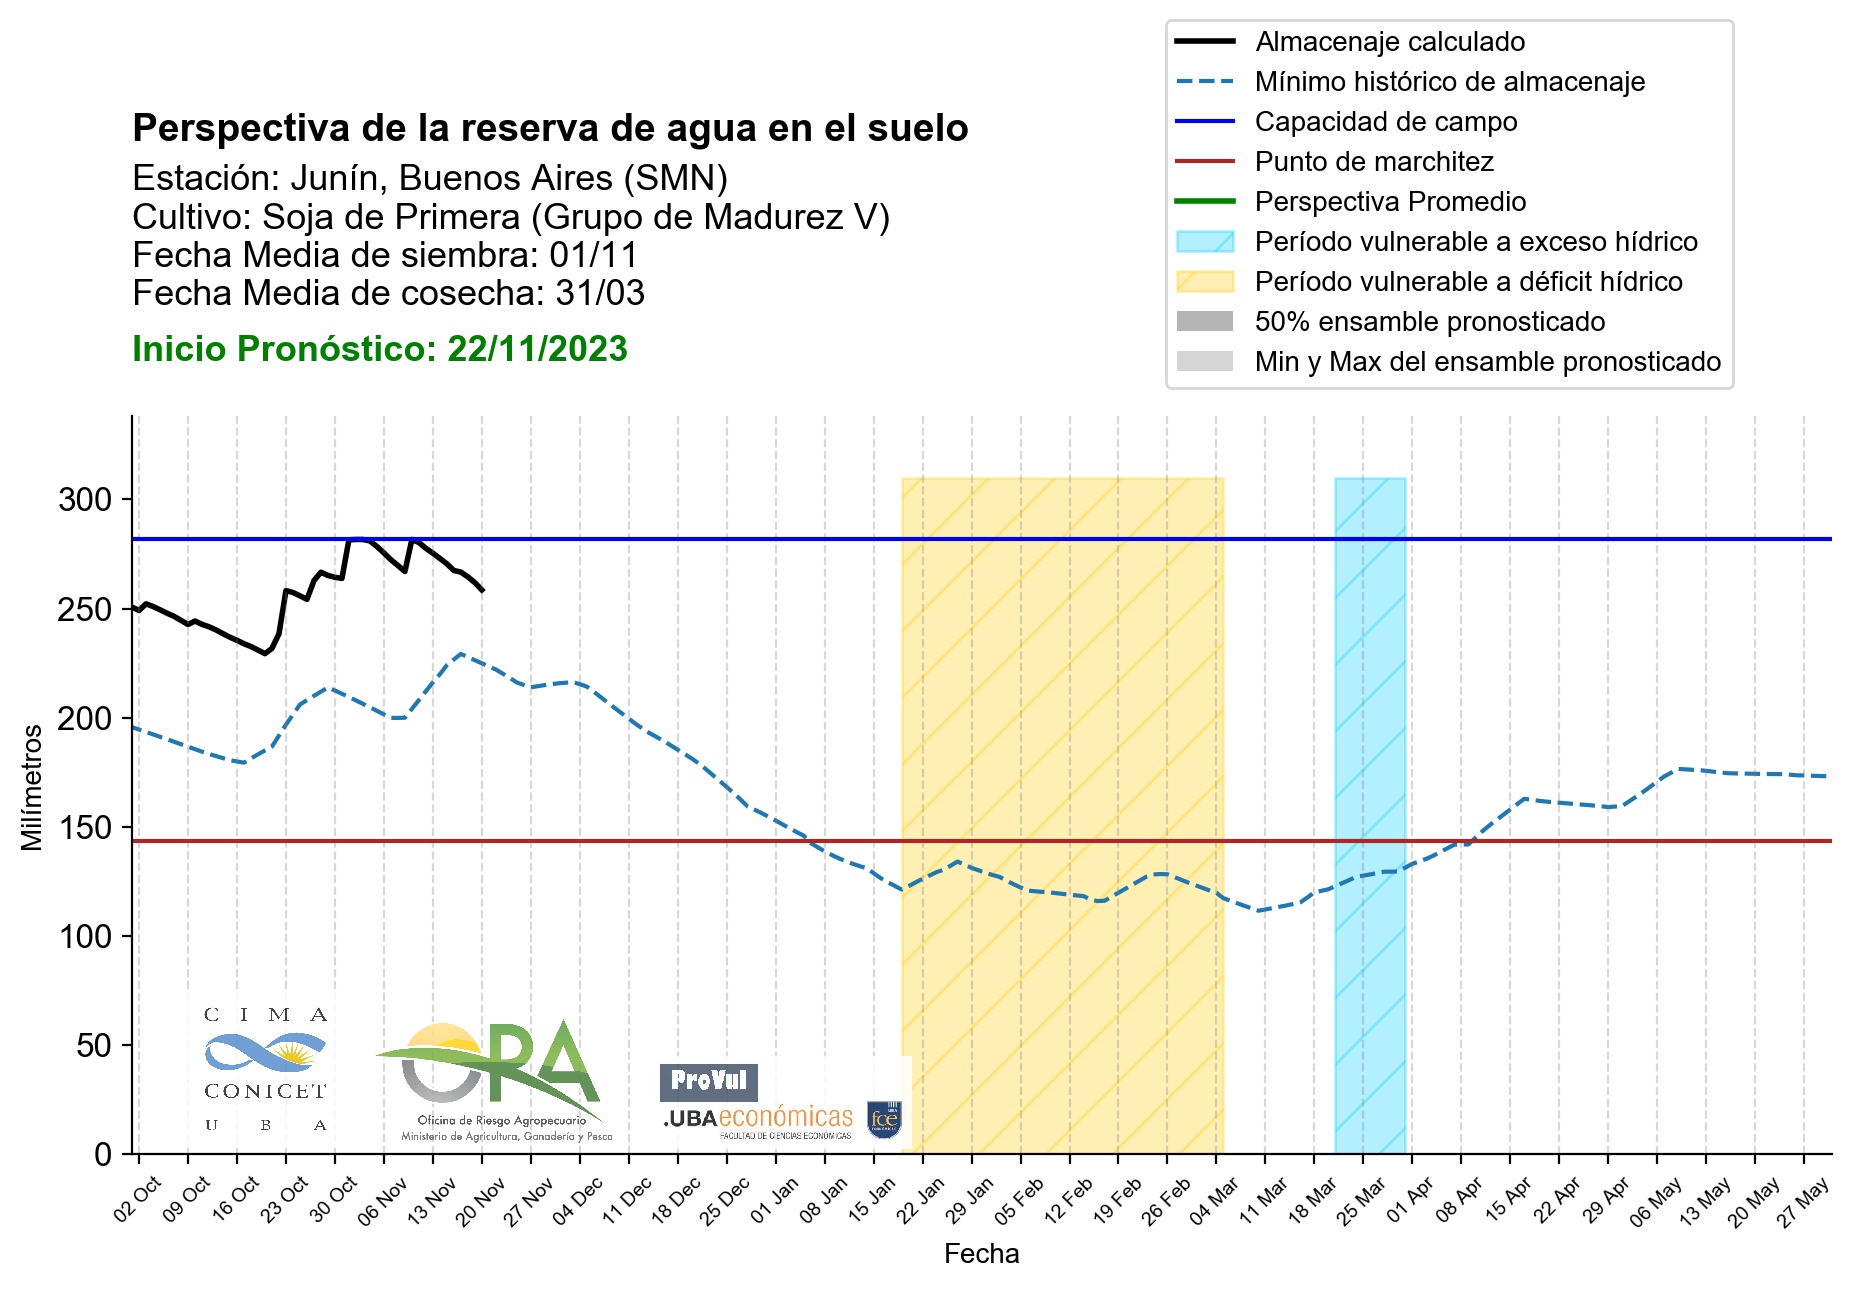 Almacenaje calculado
Mínimo histórico de almacenaje
Capacidad de campo
Punto de marchitez
Perspectiva Promedio
Período vulnerable a exceso hídrico
Período vulnerable a déficit hídrico
50% ensamble pronosticado
Min y Max del ensamble pronosticado
Perspectiva de la reserva de agua en el suelo
Estación: Junín, Buenos Aires (SMN)
Cultivo: Soja de Primera (Grupo de Madurez V)
Fecha Media de siembra: 01/11
Fecha Media de cosecha: 31/03
Inicio Pronóstico: 22/11/2023
Milímetros
300
250
200
150
100
50
0
CIMA
CONICET
UBA
ORA
Oficina de Riesgo Agropecuario
Ministerio de Agricultura, Ganadería y Pesca
ProVul
.UBAeconómicas
FACULTAD DE CIENCIAS ECONÓMICAS
fce
02 Oct
09 Oct
16 Oct
23 Oct
30 Oct
06 Nov
13 Nov
20 Nov
27 Nov
04 Dec
11 Dec
18 Dec
25 Dec
01 Jan
08 Jan
15 Jan
22 Jan
29 Jan
05 Feb
12 Feb
19 Feb
26 Feb
04 Mar
11 Mar
18 Mar
25 Mar
01 Apr
08 Apr
15 Apr
22 Apr
29 Apr
06 May
13 May
20 May
27 May
Fecha